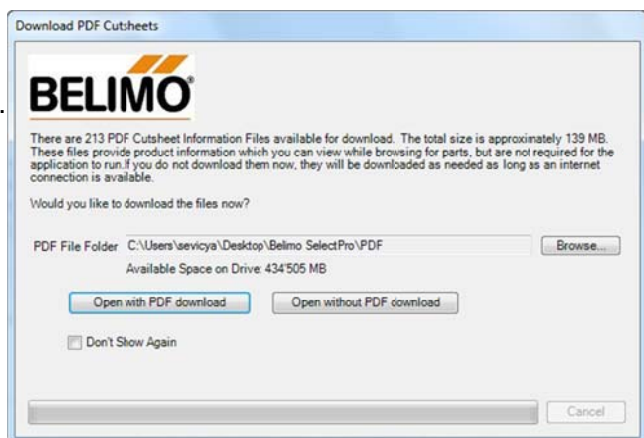 Download PDF Cutsheets
BELIMO®
There are 213 PDF Cutsheet Information Files available for download. The total size is approximately 139 MB.
These files provide product information which you can view while browsing for parts, but are not required for the
application to run.If you do not download them now, they will be downloaded as needed as long as an internet
connection is available.
Would you like to download the files now?
PDF File Folder C:\Users\sevicya\Desktop\Belimo SelectPro\PDF Browse...
Available Space on Drive: 434'505 MB
Open with PDF download Open without PDF download
Don't Show Again
Cancel